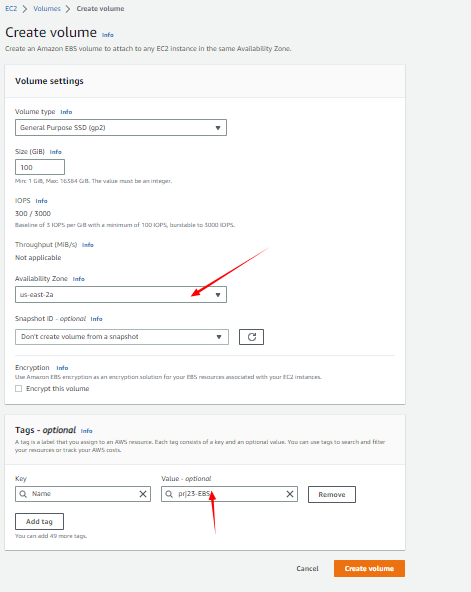 EC2 > Volumes > Create volume
Create volume Info
Create an Amazon EBS volume to attach to any EC2 instance in the same Availability Zone.
Volume settings
Volume type Info
General Purpose SSD (gp2)
Size (GiB) Info
100
Min: 1 GiB, Max: 16384 GiB. The value must be an integer.
IOPS Info
300 / 3000
Baseline of 3 IOPS per GiB with a minimum of 100 IOPS, burstable to 3000 IOPS.
Throughput (MiB/s) Info
Not applicable
Availability Zone Info
us-east-2a
Snapshot ID - optional Info
Don't create volume from a snapshot
Encryption Info
Use Amazon EBS encryption as an encryption solution for your EBS resources associated with your EC2 instances.
Encrypt this volume
Tags - optional Info
A tag is a label that you assign to an AWS resource. Each tag consists of a key and an optional value. You can use tags to search and filter
your resources or track your AWS costs.
Key Value - optional
Name prj23-EBS Remove
Add tag
You can add 49 more tags.
Cancel Create volume